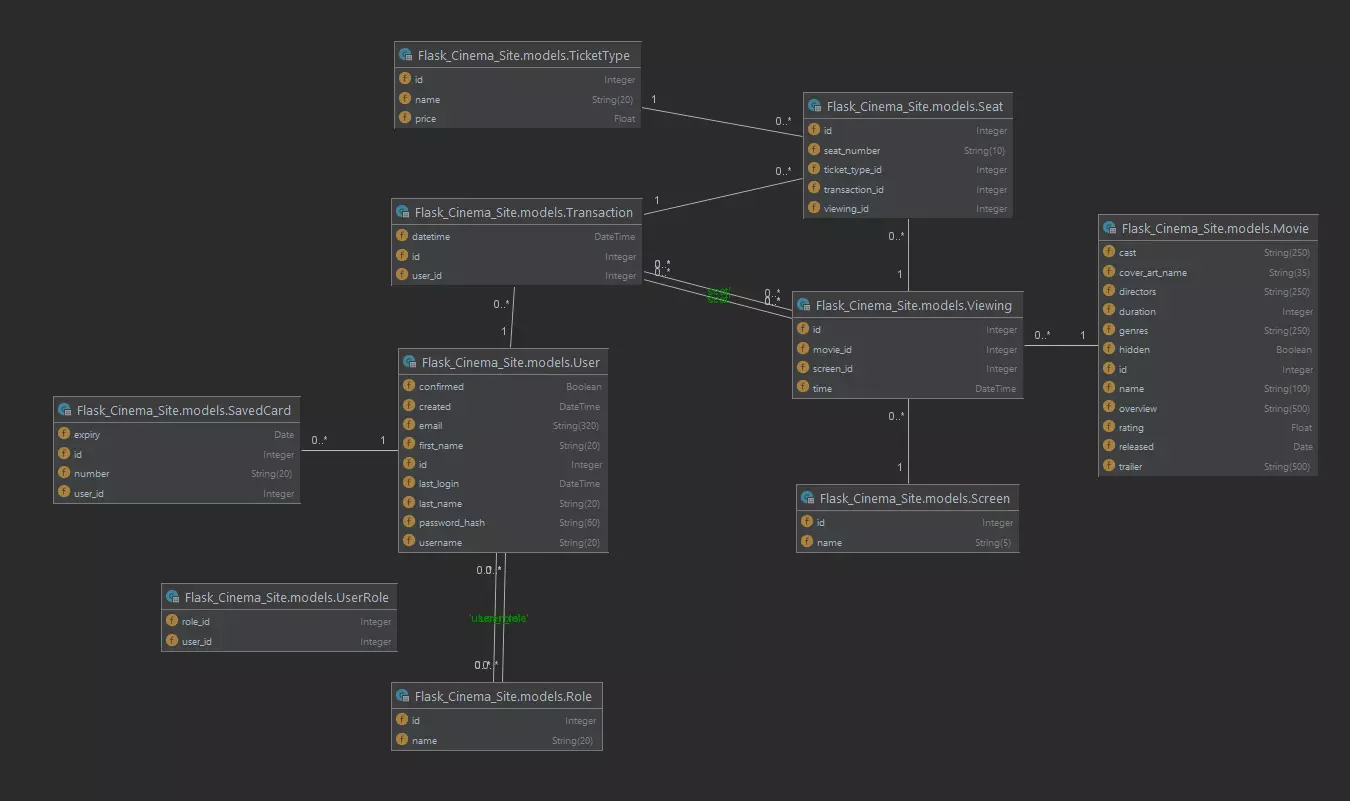 Flask_Cinema_Site.models.TicketType
id Integer
name String(20)
price Float
1
0..*
Flask_Cinema_Site.models.Seat
id Integer
seat_number String(10)
ticket_type_id Integer
transaction_id Integer
viewing_id Integer
0..*
1
Flask_Cinema_Site.models.Transaction
datetime DateTime
id Integer
user_id Integer
0..*
1
0..*
0..*
0..*
0..*
Flask_Cinema_Site.models.Movie
cast String(250)
cover_art_name String(35)
directors String(250)
duration Integer
genres String(250)
hidden Boolean
id Integer
name String(100)
overview String(500)
rating Float
released Date
trailer String(500)
Flask_Cinema_Site.models.Viewing
id Integer
movie_id Integer
screen_id Integer
time DateTime
0..*
1
0..*
1
Flask_Cinema_Site.models.User
confirmed Boolean
created DateTime
email String(320)
first_name String(20)
id Integer
last_login DateTime
last_name String(20)
password_hash String(60)
username String(20)
Flask_Cinema_Site.models.SavedCard
expiry Date
id Integer
number String(20)
user_id Integer
0..*
1
0..*
1
Flask_Cinema_Site.models.Screen
id Integer
name String(5)
Flask_Cinema_Site.models.UserRole
role_id Integer
user_id Integer
Flask_Cinema_Site.models.Role
id Integer
name String(20)